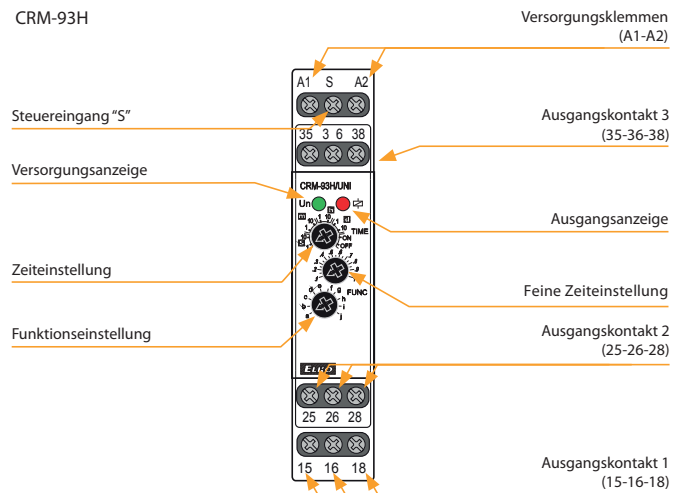 CRM-93H
Versorgungsklemmen
(A1-A2)
A1 S A2
Steuereingang "S"
Ausgangskontakt 3
(35-36-38)
35 3 6 38
Versorgungsanzeige
CRM-93H/UNI
Un
Ausgangsanzeige
TIME
ON
OFF
Zeiteinstellung
Feine Zeiteinstellung
FUNC
a b c d e f g h i j
Funktionseinstellung
Ausgangskontakt 2
(25-26-28)
ELKO
25 26 28
Ausgangskontakt 1
(15-16-18)
15 16 18